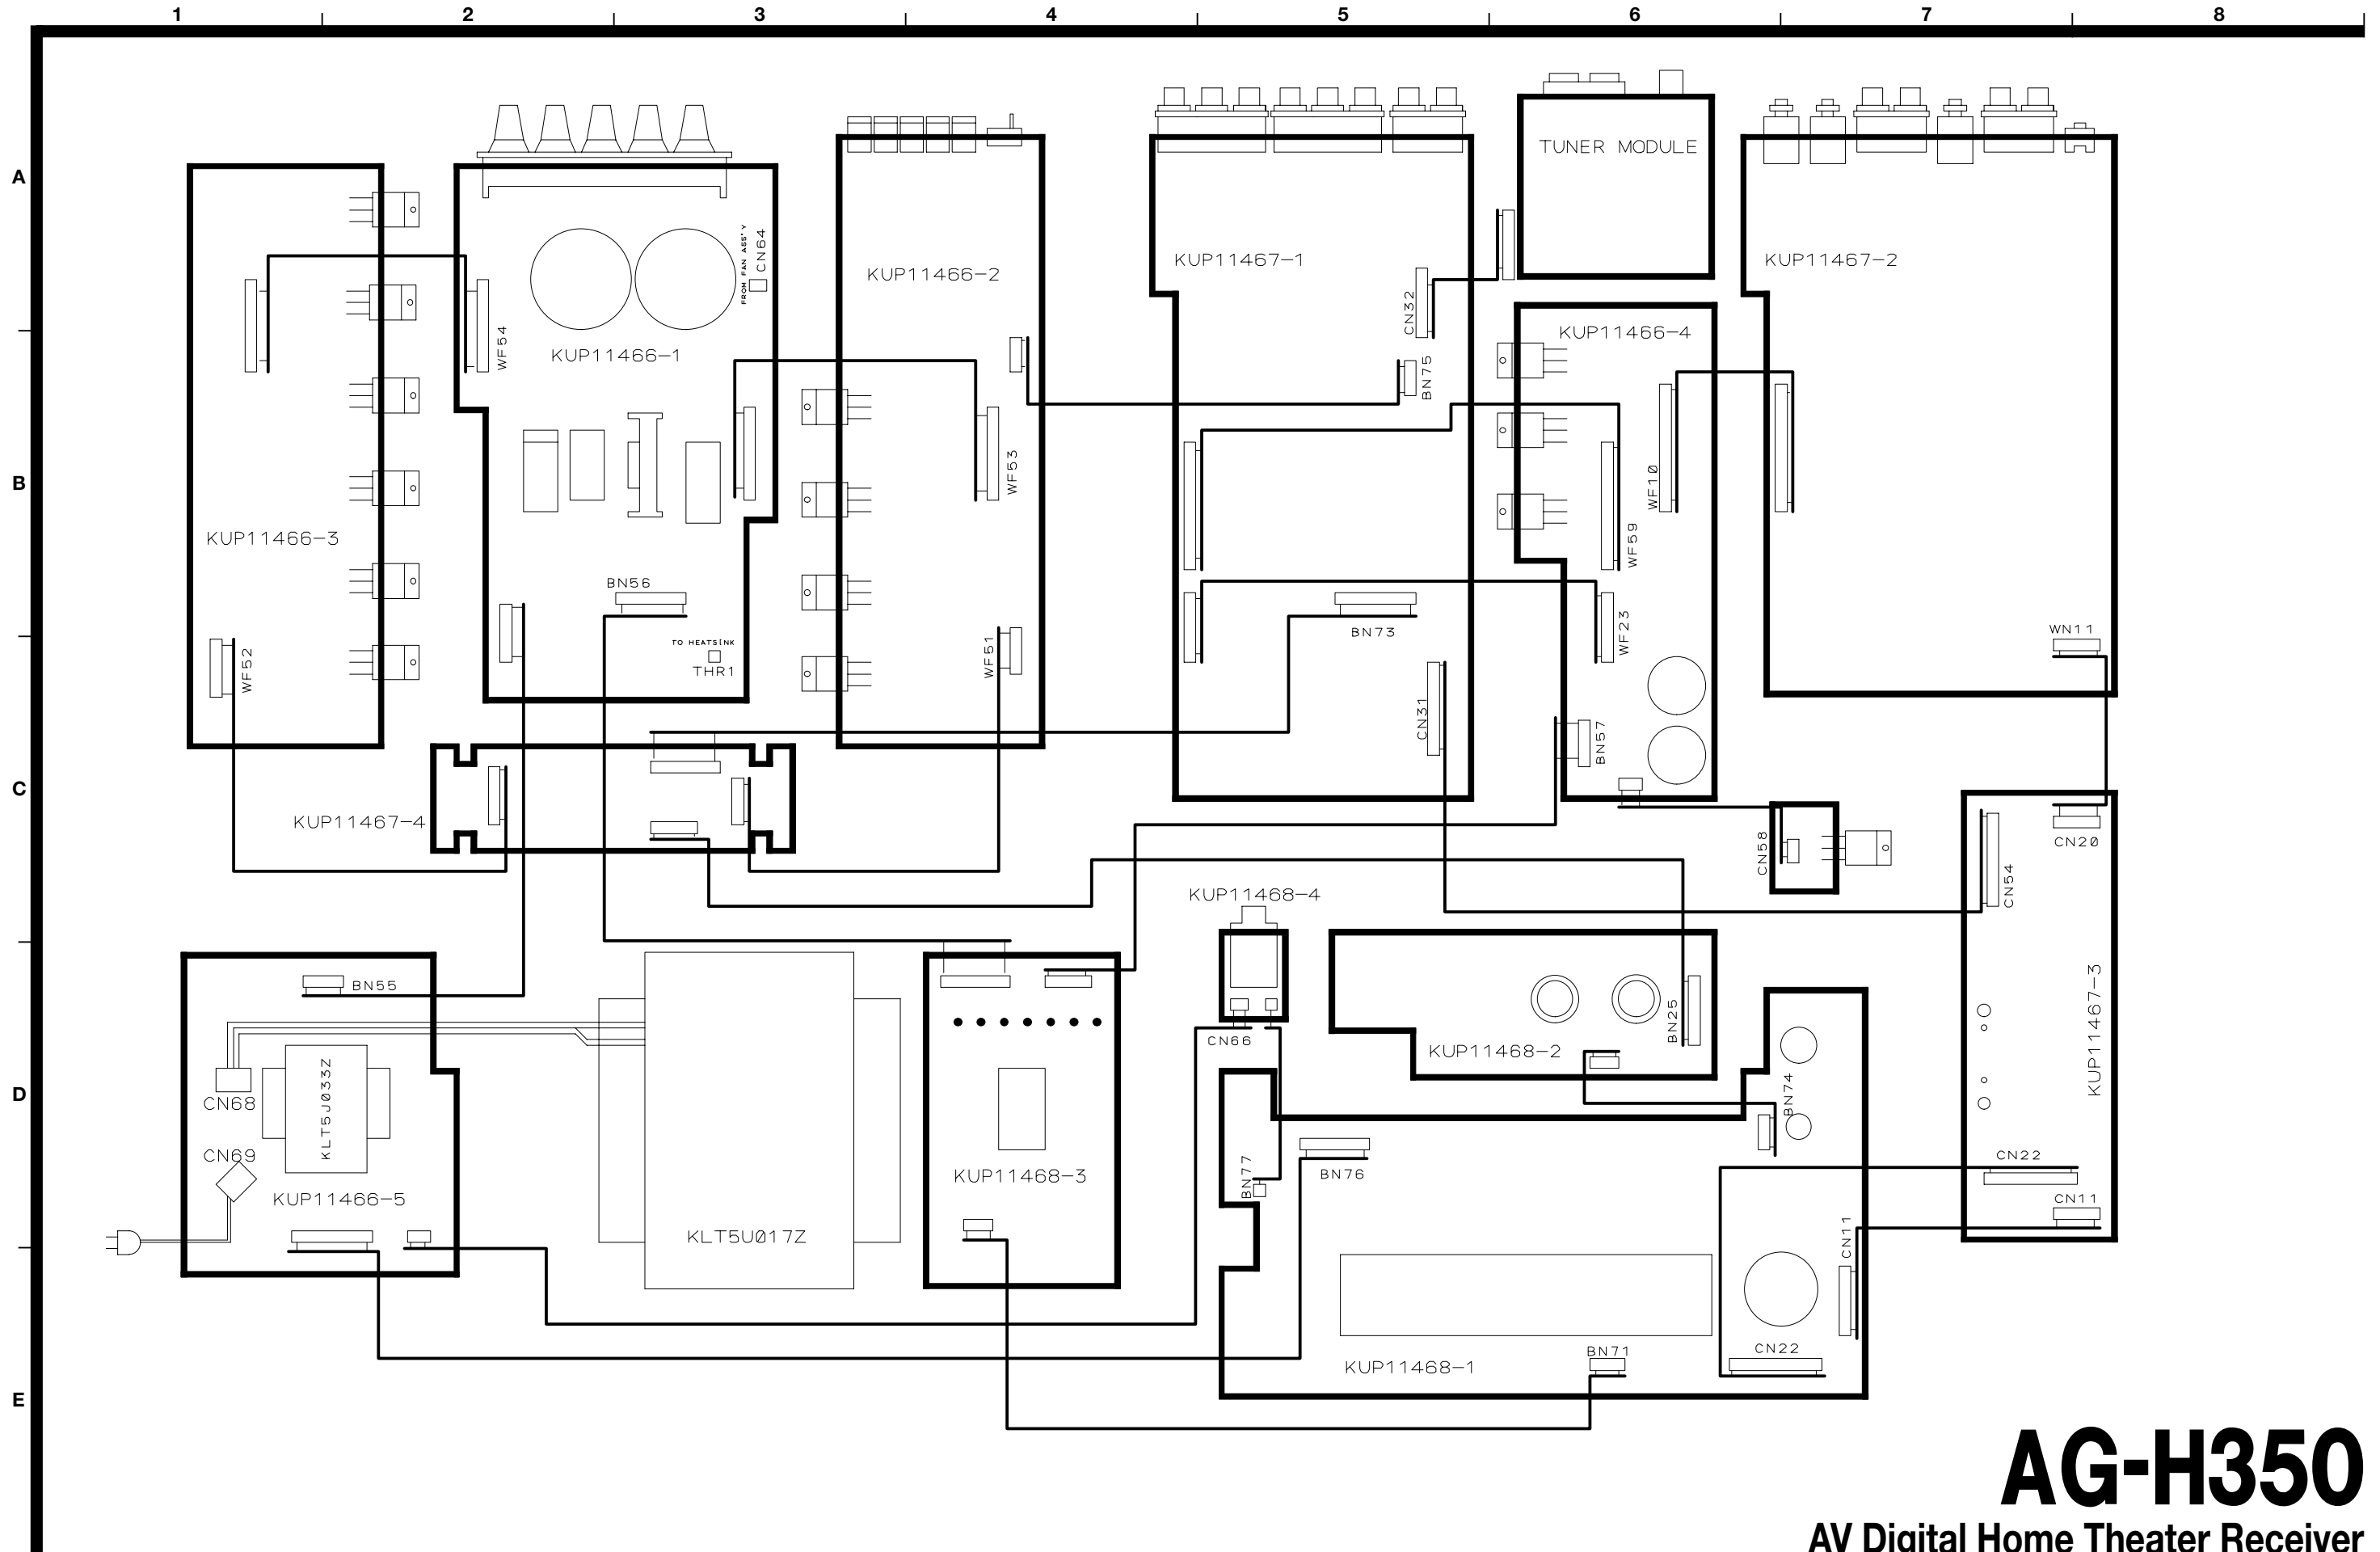 1 2 3 4 5 6 7 8
A
B
C
D
E
TUNER MODULE
KUP11466-3
WF52
KUP11466-1
WF54
FROM FAN ASS'Y
CN64
BN56
TO HEATSINK
THR1
KUP11466-2
WF53
WF51
KUP11467-1
CN32
BN75
BN73
CN31
KUP11466-4
WF10
WF59
WF23
BN57
KUP11467-2
WN11
KUP11467-4
CN58
CN20
CN54
KUP11467-3
CN22
CN11
KUP11468-4
CN66
KUP11468-2
BN25
BN55
CN68
KLT5J033Z
CN69
KUP11466-5
KLT5U017Z
KUP11468-3
BN74
BN77
BN76
CN11
KUP11468-1
BN71
CN22
AG-H350
AV Digital Home Theater Receiver